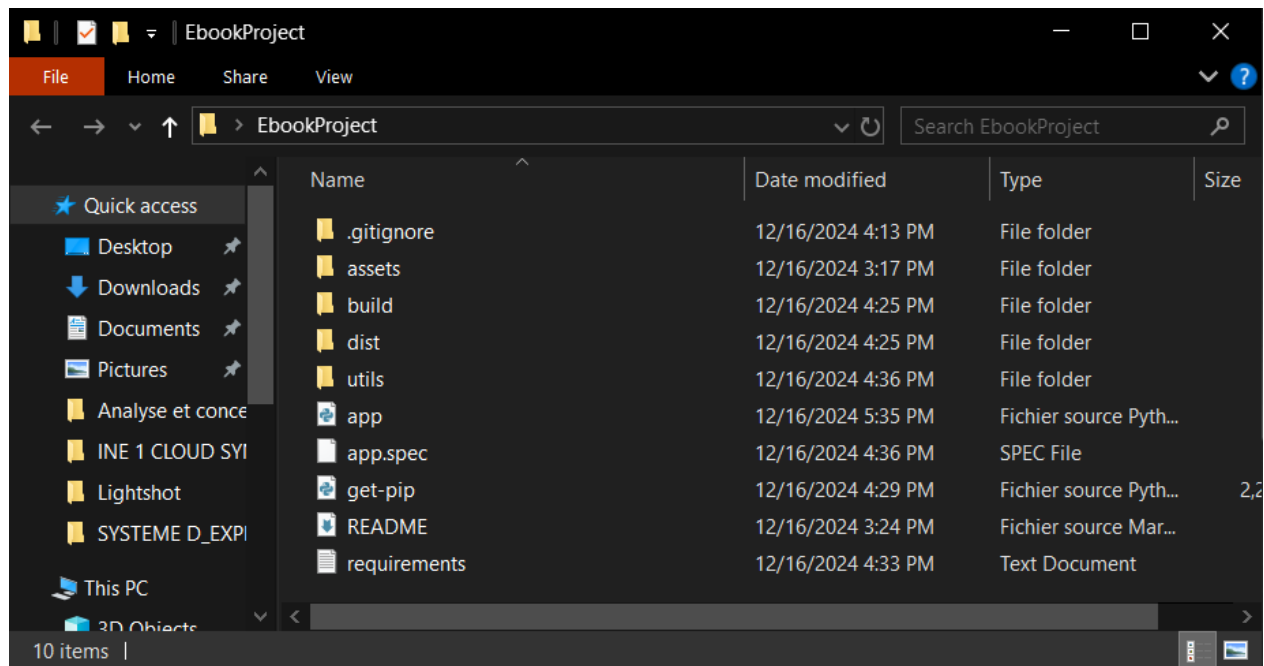 EbookProject
File Home Share View
EbookProject
Search EbookProject
Name Date modified Type Size
Quick access
Desktop
Downloads
Documents
Pictures
Analyse et conce
INE 1 CLOUD SY
Lightshot
SYSTEME D_EXP
This PC
3D Objects
.gitignore 12/16/2024 4:13 PM File folder
assets 12/16/2024 3:17 PM File folder
build 12/16/2024 4:25 PM File folder
dist 12/16/2024 4:25 PM File folder
utils 12/16/2024 4:36 PM File folder
app 12/16/2024 5:35 PM Fichier source Pyth...
app.spec 12/16/2024 4:36 PM SPEC File
get-pip 12/16/2024 4:29 PM Fichier source Pyth... 2,2
README 12/16/2024 3:24 PM Fichier source Mar...
requirements 12/16/2024 4:33 PM Text Document
10 items